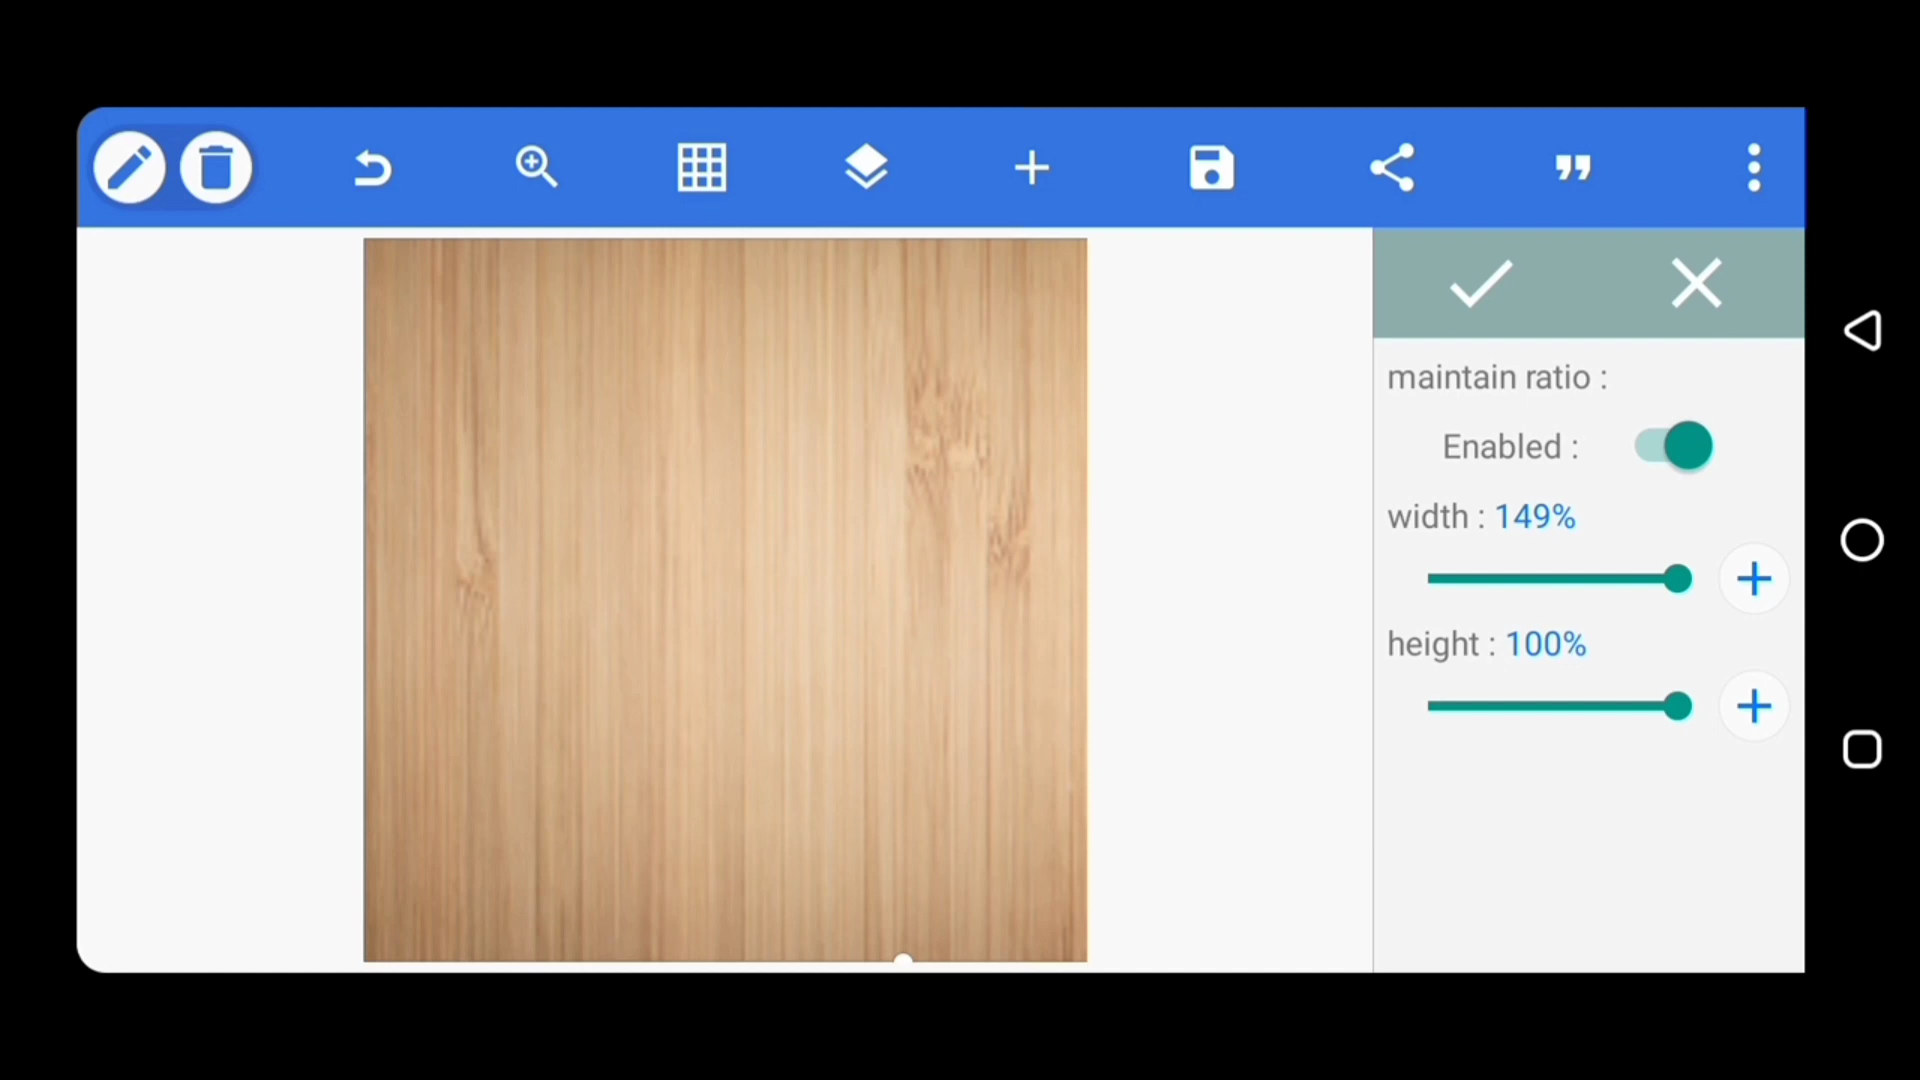 maintain ratio :
Enabled :
width : 149%
height : 100%